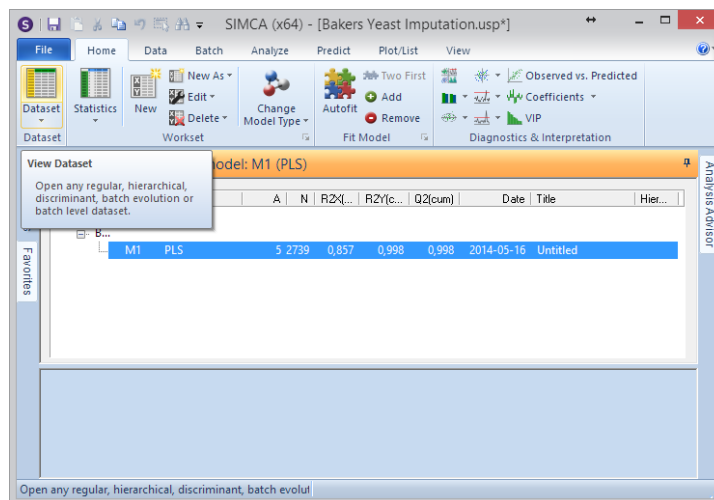 S SIMCA (x64) - [Bakers Yeast Imputation.usp*]
File Home Data Batch Analyze Predict Plot/List View
Dataset Statistics New New As Change Model Type Autofit Two First Observed vs. Predicted
Edit Add Coefficients
Delete Remove VIP
Dataset Workset Fit Model Diagnostics & Interpretation
View Dataset
Open any regular, hierarchical,
discriminant, batch evolution or
batch level dataset.
odel: M1 (PLS)
A N R2X(... R2Y(c... Q2(cum) Date Title Hier...
B...
M1 PLS 5 2739 0,857 0,998 0,998 2014-05-16 Untitled
Favorites
Analysis Advisor
Open any regular, hierarchical, discriminant, batch evolut